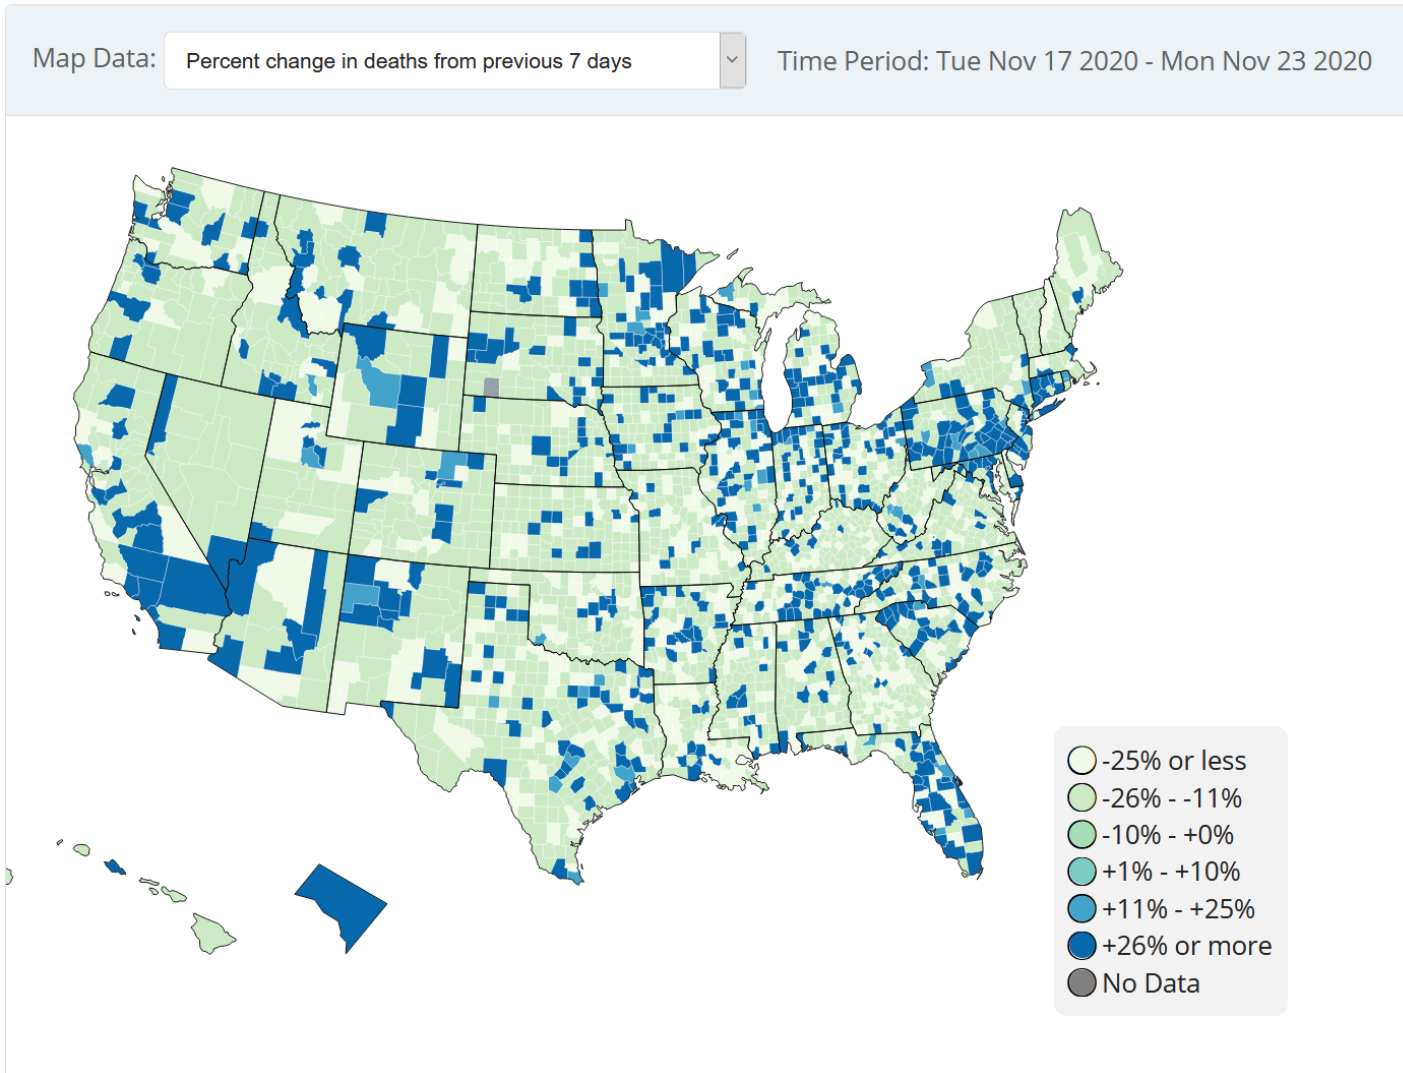 Map Data:
Percent change in deaths from previous 7 days
Time Period: Tue Nov 17 2020 - Mon Nov 23 2020
-25% or less
-26% - -11%
-10% - +0%
+1% - +10%
+11% - +25%
+26% or more
No Data